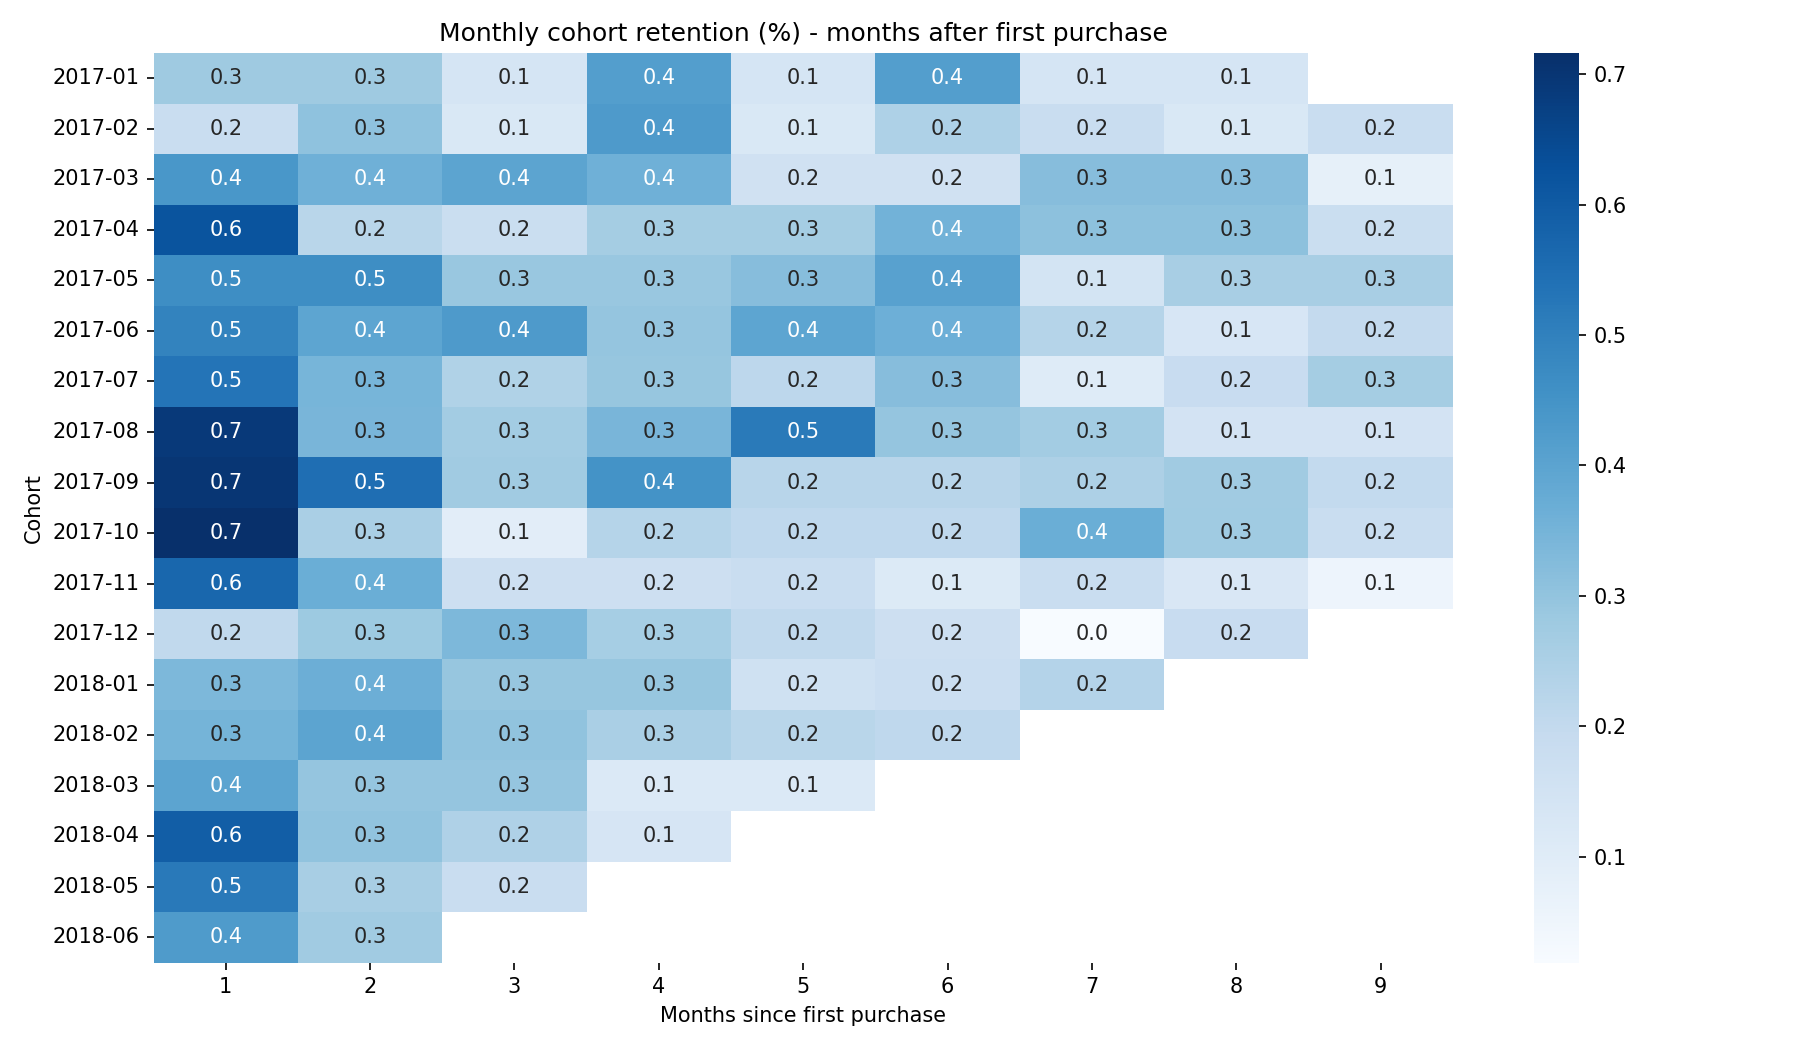 Monthly cohort retention (%) - months after first purchase
2017-01 0.3 0.3 0.1 0.4 0.1 0.4 0.1 0.1
2017-02 0.2 0.3 0.1 0.4 0.1 0.2 0.2 0.1 0.2
2017-03 0.4 0.4 0.4 0.4 0.2 0.2 0.3 0.3 0.1
2017-04 0.6 0.2 0.2 0.3 0.3 0.4 0.3 0.3 0.2
2017-05 0.5 0.5 0.3 0.3 0.3 0.4 0.1 0.3 0.3
2017-06 0.5 0.4 0.4 0.3 0.4 0.4 0.2 0.1 0.2
2017-07 0.5 0.3 0.2 0.3 0.2 0.3 0.1 0.2 0.3
2017-08 0.7 0.3 0.3 0.3 0.5 0.3 0.3 0.1 0.1
2017-09 0.7 0.5 0.3 0.4 0.2 0.2 0.2 0.3 0.2
2017-10 0.7 0.3 0.1 0.2 0.2 0.2 0.4 0.3 0.2
2017-11 0.6 0.4 0.2 0.2 0.2 0.1 0.2 0.1 0.1
2017-12 0.2 0.3 0.3 0.3 0.2 0.2 0.0 0.2
2018-01 0.3 0.4 0.3 0.3 0.2 0.2 0.2
2018-02 0.3 0.4 0.3 0.3 0.2 0.2
2018-03 0.4 0.3 0.3 0.1 0.1
2018-04 0.6 0.3 0.2 0.1
2018-05 0.5 0.3 0.2
2018-06 0.4 0.3
1 2 3 4 5 6 7 8 9
Months since first purchase
Cohort
0.7
0.6
0.5
0.4
0.3
0.2
0.1